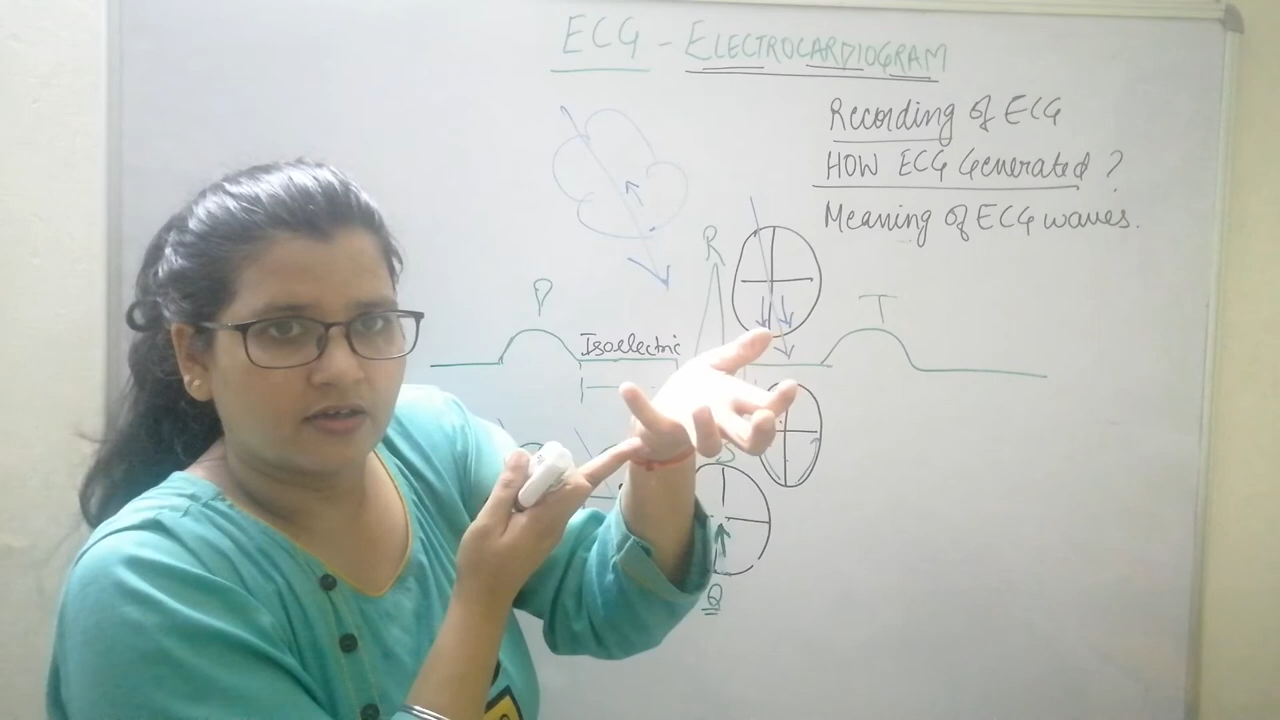 ECG - ELECTROCARDIOGRAM
Recording of ECG
HOW ECG Generated ?
Meaning of ECG waves.
R
P
T
Isoelectric
S
Q